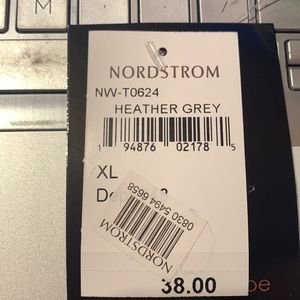 M
NORDSTROM
NW-T0624
HEATHER GREY
1 94876 02178 5
XL
0830 5494 6658
NORDSTROM
38.00